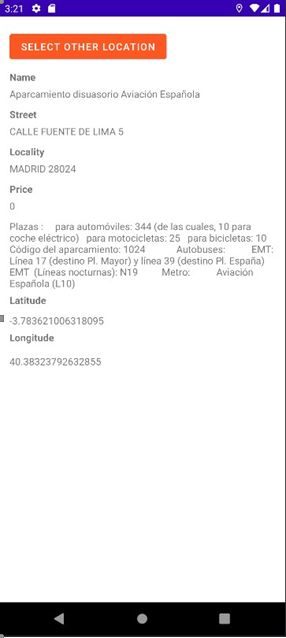 3:21
SELECT OTHER LOCATION
Name
Aparcamiento disuasorio Aviación Española
Street
CALLE FUENTE DE LIMA 5
Locality
MADRID 28024
Price
0
Plazas : para automóviles: 344 (de las cuales, 10 para
coche eléctrico) para motocicletas: 25 para bicicletas: 10
Código del aparcamiento: 1024 Autobuses: EMT:
Línea 17 (destino Pl. Mayor) y línea 39 (destino Pl. España)
EMT (Líneas nocturnas): N19 Metro: Aviación
Española (L10)
Latitude
-3.783621006318095
Longitude
40.38323792632855